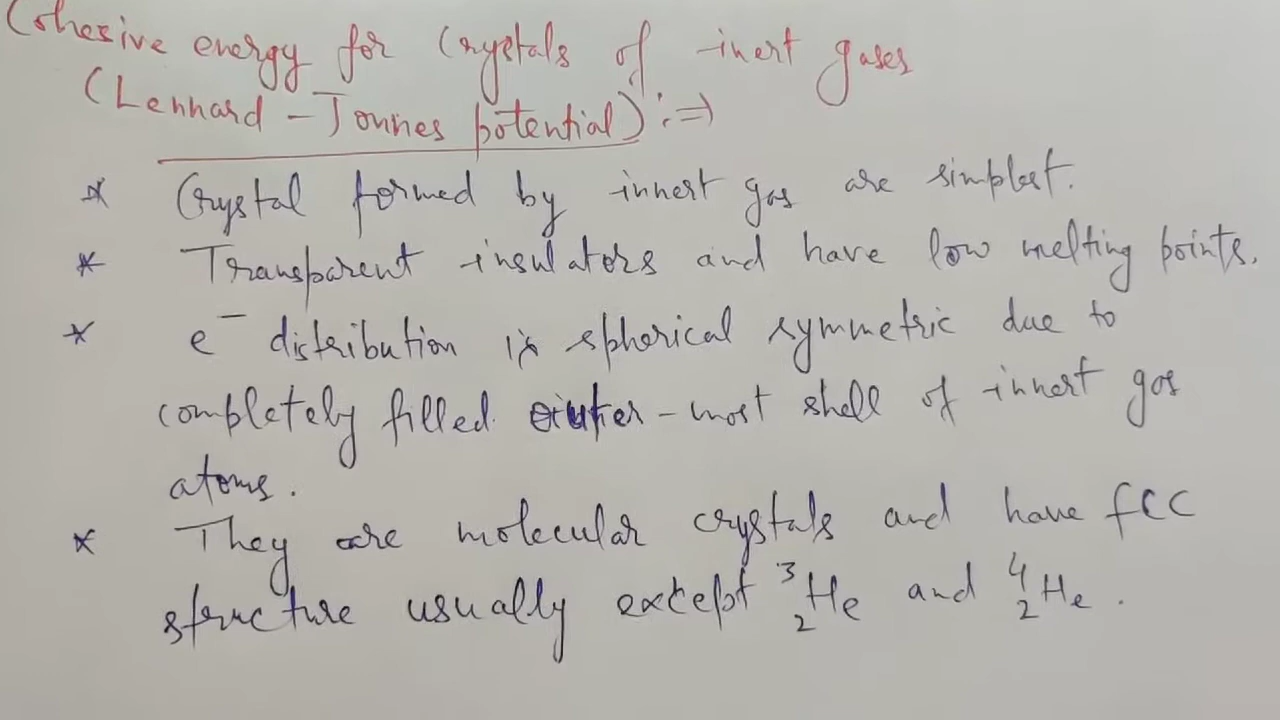 Cohesive energy for Crystals of inert gases
(Lennard - Jonnes potential) :⇒
* Crystal formed by innert gas are simplest.
* Transparent insulators and have low melting points.
* e⁻ distribution is spherical symmetric due to
completely filled outer-most shell of innert gas
atoms.
* They are molecular crystals and have fCC
structure usually except ³₂He and ⁴₂He.